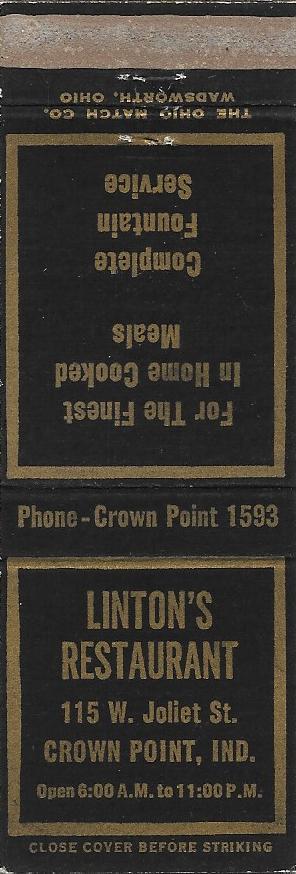 THE OHIO MATCH CO.
WADSWORTH, OHIO
For The Finest
In Home Cooked
Meals
Complete
Fountain
Service
Phone-Crown Point 1593
LINTON'S
RESTAURANT
115 W. Joliet St.
CROWN POINT, IND.
Open 6:00 A.M. to 11:00 P.M.
CLOSE COVER BEFORE STRIKING